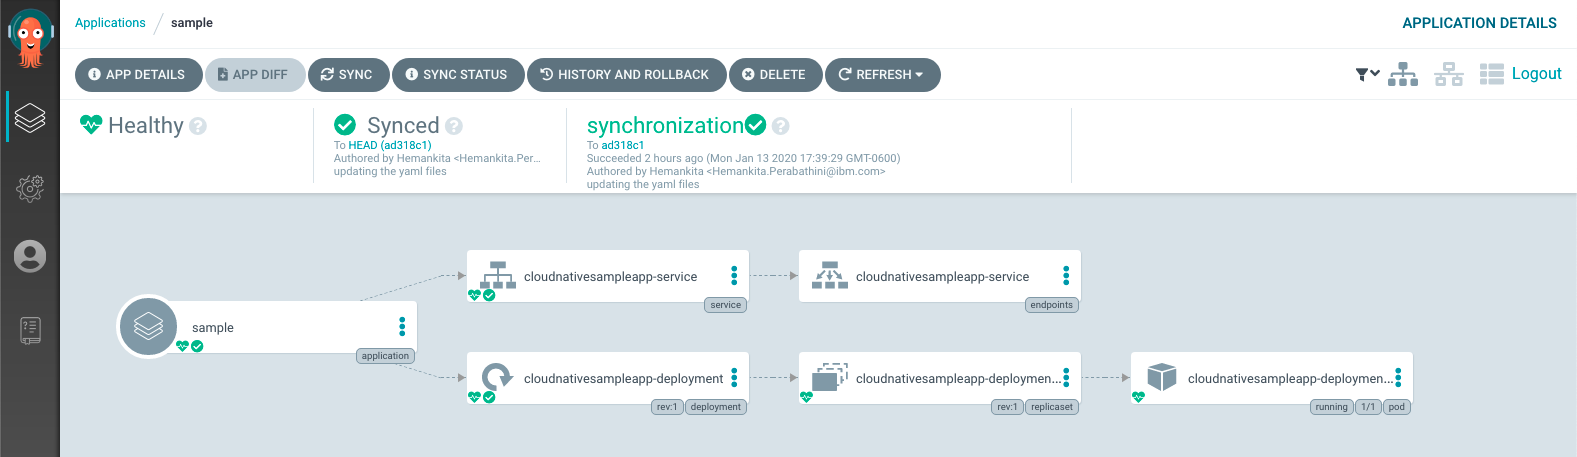 Applications / sample
APPLICATION DETAILS
APP DETAILS
APP DIFF
SYNC
SYNC STATUS
HISTORY AND ROLLBACK
DELETE
REFRESH
Logout
Healthy
Synced
To HEAD (ad318c1)
Authored by Hemankita <Hemankita.Per...
updating the yaml files
synchronization
To ad318c1
Succeeded 2 hours ago (Mon Jan 13 2020 17:39:29 GMT-0600)
Authored by Hemankita <Hemankita.Perabathini@ibm.com>
updating the yaml files
cloudnativesampleapp-service
service
cloudnativesampleapp-service
endpoints
sample
application
cloudnativesampleapp-deployment
rev:1 deployment
cloudnativesampleapp-deploymen...
rev:1 replicaset
cloudnativesampleapp-deploymen...
running 1/1 pod